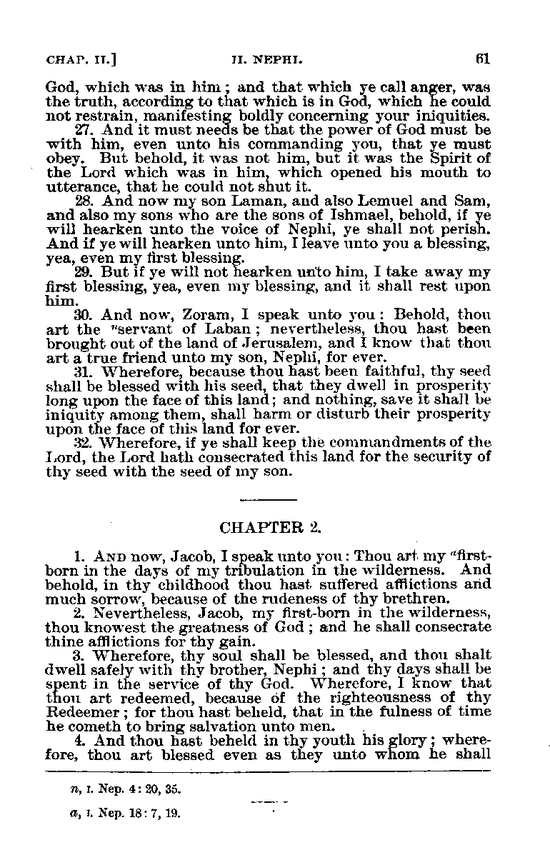 CHAP. II.] II. NEPHI. 61
God, which was in him; and that which ye call anger, was
the truth, according to that which is in God, which he could
not restrain, manifesting boldly concerning your iniquities.
27. And it must needs be that the power of God must be
with him, even unto his commanding you, that ye must
obey. But behold, it was not him, but it was the Spirit of
the Lord which was in him, which opened his mouth to
utterance, that he could not shut it.
28. And now my son Laman, and also Lemuel and Sam,
and also my sons who are the sons of Ishmael, behold, if ye
will hearken unto the voice of Nephi, ye shall not perish.
And if ye will hearken unto him, I leave unto you a blessing,
yea, even my first blessing.
29. But if ye will not hearken unto him, I take away my
first blessing, yea, even my blessing, and it shall rest upon
him.
30. And now, Zoram, I speak unto you: Behold, thou
art the "servant of Laban; nevertheless, thou hast been
brought out of the land of Jerusalem, and I know that thou
art a true friend unto my son, Nephi, for ever.
31. Wherefore, because thou hast been faithful, thy seed
shall be blessed with his seed, that they dwell in prosperity
long upon the face of this land; and nothing, save it shall be
iniquity among them, shall harm or disturb their prosperity
upon the face of this land for ever.
32. Wherefore, if ye shall keep the commandments of the
Lord, the Lord hath consecrated this land for the security of
thy seed with the seed of my son.
CHAPTER 2.
1. AND now, Jacob, I speak unto you: Thou art my "first-
born in the days of my tribulation in the wilderness. And
behold, in thy childhood thou hast suffered afflictions and
much sorrow, because of the rudeness of thy brethren.
2. Nevertheless, Jacob, my first-born in the wilderness,
thou knowest the greatness of God; and he shall consecrate
thine afflictions for thy gain.
3. Wherefore, thy soul shall be blessed, and thou shalt
dwell safely with thy brother, Nephi; and thy days shall be
spent in the service of thy God. Wherefore, I know that
thou art redeemed, because of the righteousness of thy
Redeemer; for thou hast beheld, that in the fulness of time
he cometh to bring salvation unto men.
4. And thou hast beheld in thy youth his glory; where-
fore, thou art blessed even as they unto whom he shall
n, I. Nep. 4: 20, 35.
a, I. Nep. 18: 7, 19.